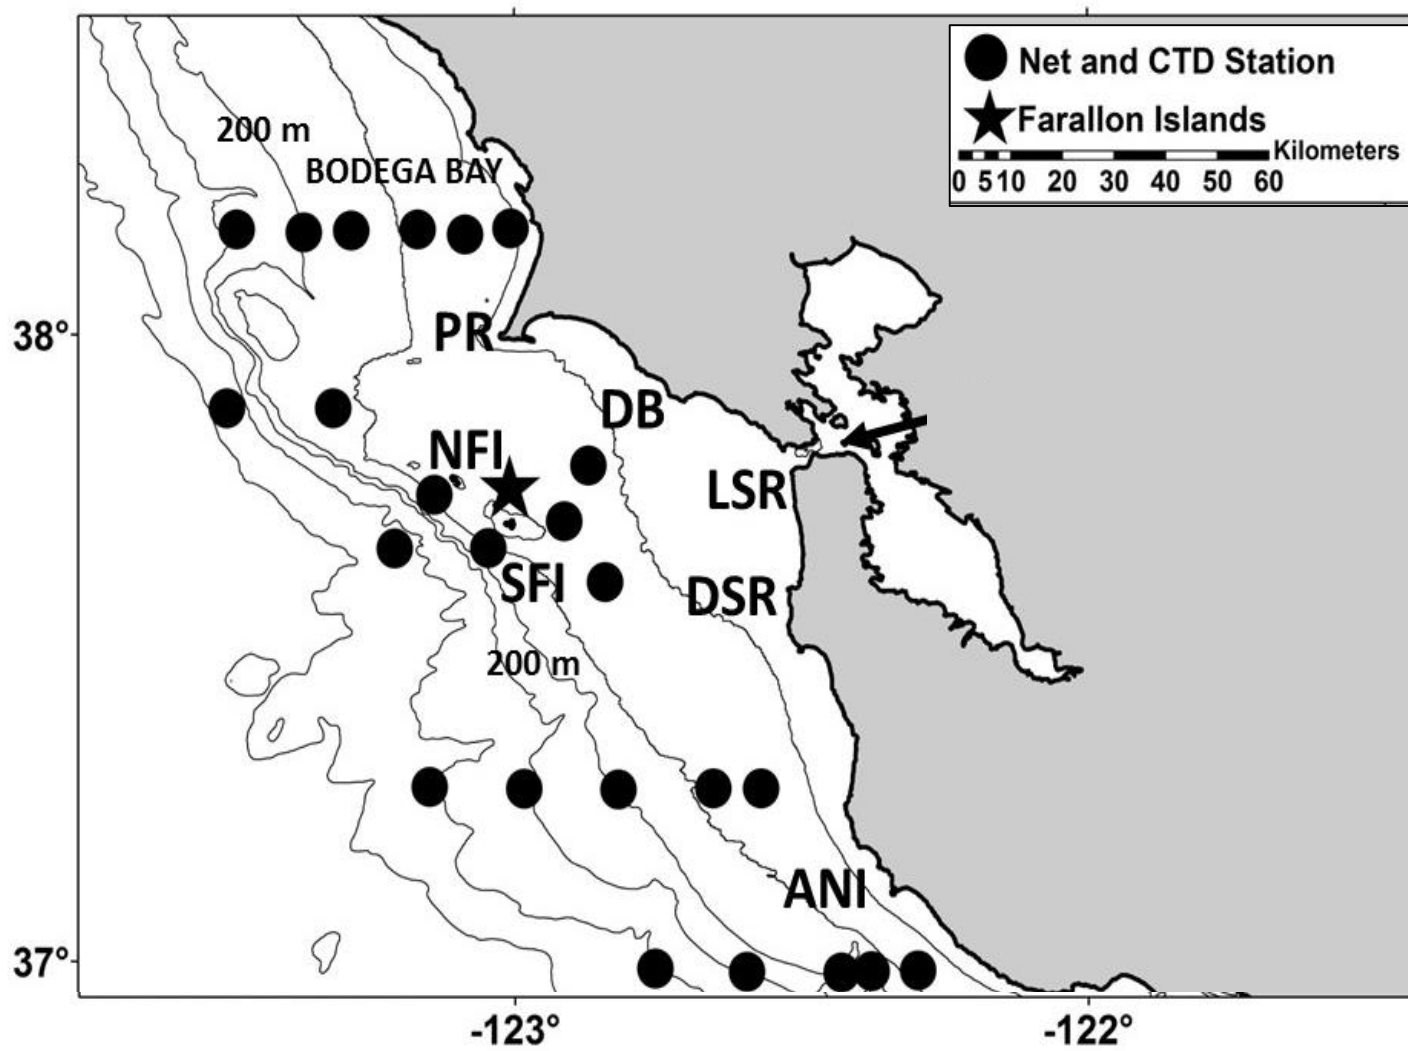 Net and CTD Station
Farallon Islands
Kilometers
0 5 10 20 30 40 50 60
200 m
BODEGA BAY
38°
PR
DB
NFI
LSR
SFI
DSR
200 m
ANI
37°
-123°
-122°